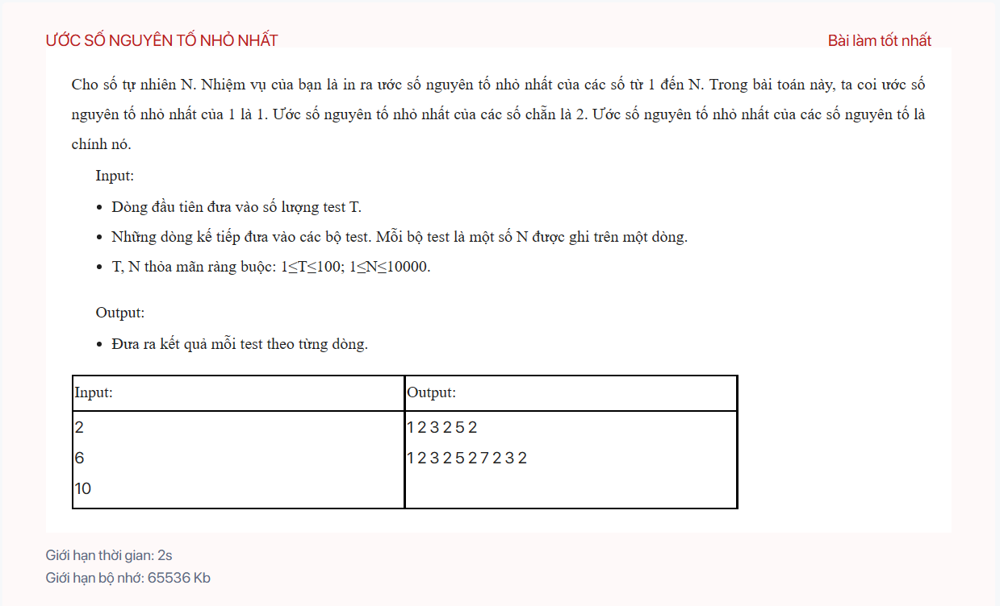 ƯỚC SỐ NGUYÊN TỐ NHỎ NHẤT
Bài làm tốt nhất
Cho số tự nhiên N. Nhiệm vụ của bạn là in ra ước số nguyên tố nhỏ nhất của các số từ 1 đến N. Trong bài toán này, ta coi ước số
nguyên tố nhỏ nhất của 1 là 1. Ước số nguyên tố nhỏ nhất của các số chẵn là 2. Ước số nguyên tố nhỏ nhất của các số nguyên tố là
chính nó.
Input:
• Dòng đầu tiên đưa vào số lượng test T.
• Những dòng kế tiếp đưa vào các bộ test. Mỗi bộ test là một số N được ghi trên một dòng.
• T, N thỏa mãn ràng buộc: 1≤T≤100; 1≤N≤10000.
Output:
• Đưa ra kết quả mỗi test theo từng dòng.
Input:
Output:
2
6
10
1 2 3 2 5 2
1 2 3 2 5 2 7 2 3 2
Giới hạn thời gian: 2s
Giới hạn bộ nhớ: 65536 Kb